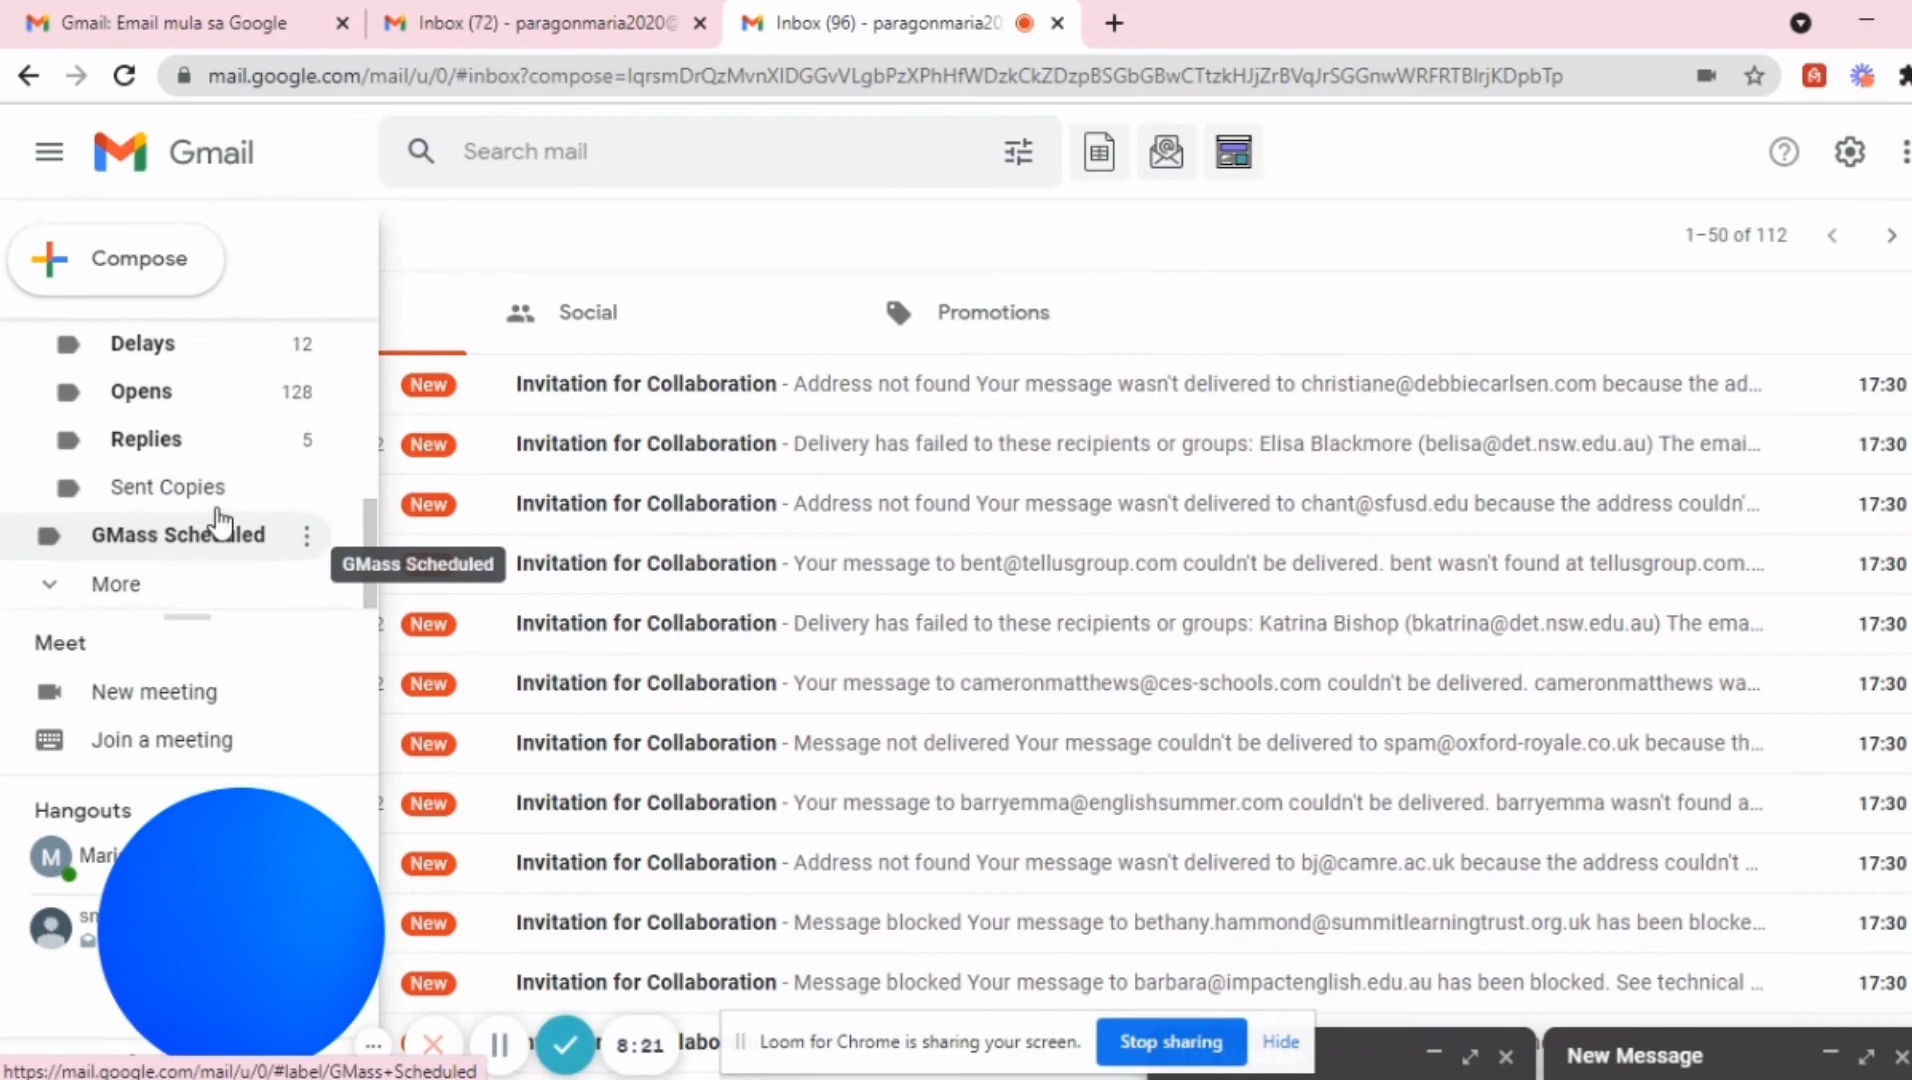 Gmail: Email mula sa Google
Inbox (72) - paragonmaria2020@
Inbox (96) - paragonmaria20
mail.google.com/mail/u/0/#inbox?compose=IqrsmDrQzMvnXIDGGvVLgbPzXPhHfWDzkCkZDzpBSGbGBwCTtzkHJjZrBVqJrSGGnwWRFRTBlrjKDpbTp
Gmail
Search mail
1–50 of 112
Compose
Social
Promotions
Delays 12
Opens 128
Replies 5
Sent Copies
GMass Scheduled
GMass Scheduled
More
Meet
New meeting
Join a meeting
Hangouts
M Mari
sn
New Invitation for Collaboration - Address not found Your message wasn't delivered to christiane@debbiecarlsen.com because the ad... 17:30
2 New Invitation for Collaboration - Delivery has failed to these recipients or groups: Elisa Blackmore (belisa@det.nsw.edu.au) The emai... 17:30
New Invitation for Collaboration - Address not found Your message wasn't delivered to chant@sfusd.edu because the address couldn'... 17:30
Invitation for Collaboration - Your message to bent@tellusgroup.com couldn't be delivered. bent wasn't found at tellusgroup.com.... 17:30
2 New Invitation for Collaboration - Delivery has failed to these recipients or groups: Katrina Bishop (bkatrina@det.nsw.edu.au) The ema... 17:30
2 New Invitation for Collaboration - Your message to cameronmatthews@ces-schools.com couldn't be delivered. cameronmatthews wa... 17:30
New Invitation for Collaboration - Message not delivered Your message couldn't be delivered to spam@oxford-royale.co.uk because th... 17:30
2 New Invitation for Collaboration - Your message to barryemma@englishsummer.com couldn't be delivered. barryemma wasn't found a... 17:30
New Invitation for Collaboration - Address not found Your message wasn't delivered to bj@camre.ac.uk because the address couldn't ... 17:30
New Invitation for Collaboration - Message blocked Your message to bethany.hammond@summitlearningtrust.org.uk has been blocke... 17:30
New Invitation for Collaboration - Message blocked Your message to barbara@impactenglish.edu.au has been blocked. See technical ... 17:30
8:21
labo
Loom for Chrome is sharing your screen.
Stop sharing
Hide
New Message
https://mail.google.com/mail/u/0/#label/GMass+Scheduled